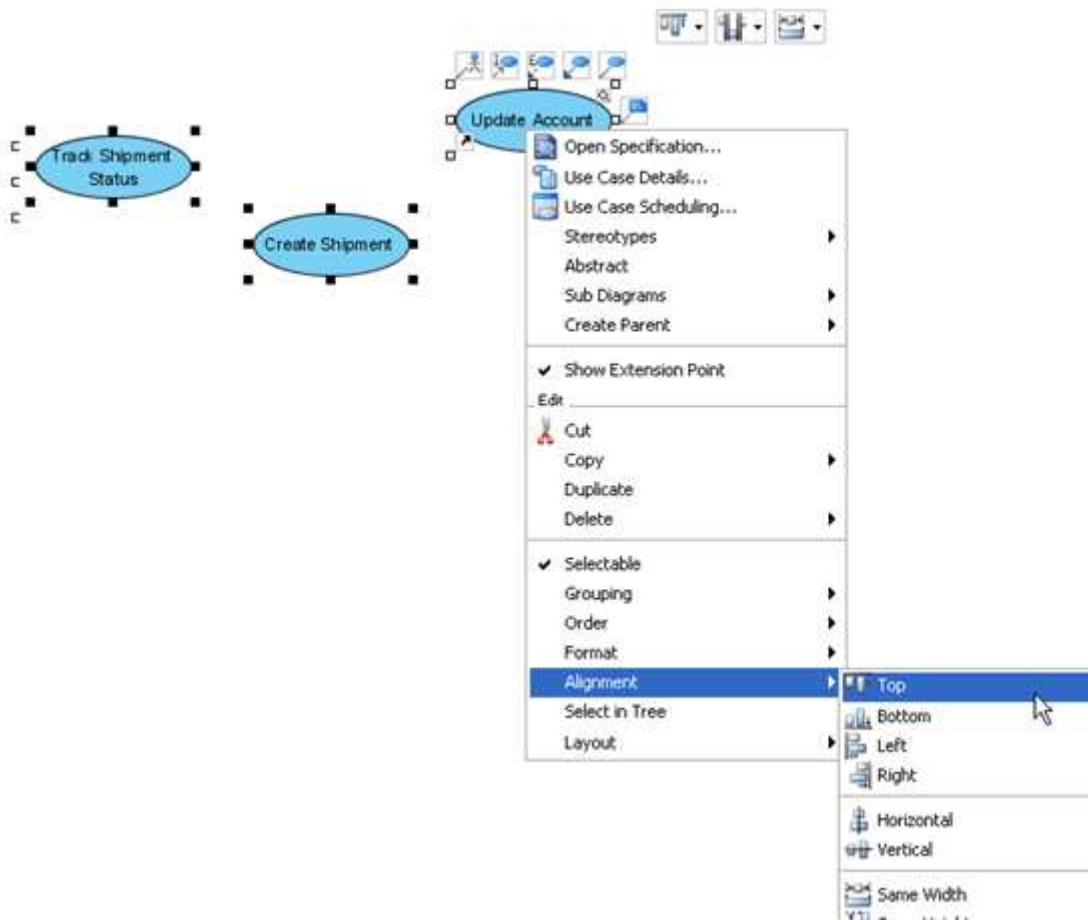 Update Account
Track Shipment
Status
Create Shipment
Open Specification...
Use Case Details...
Use Case Scheduling...
Stereotypes
Abstract
Sub Diagrams
Create Parent
Show Extension Point
Edit
Cut
Copy
Duplicate
Delete
Selectable
Grouping
Order
Format
Alignment
Select in Tree
Layout
Top
Bottom
Left
Right
Horizontal
Vertical
Same Width